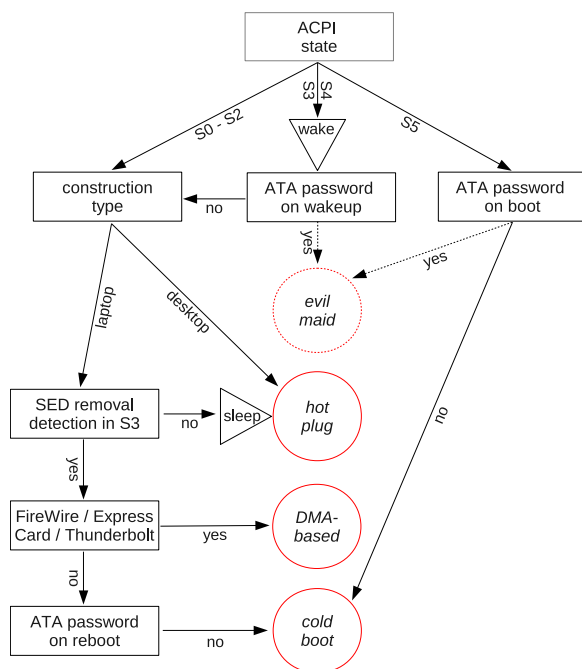 ACPI
state
S0 - S2
S3
S4
S5
wake
construction
type
no
ATA password
on wakeup
ATA password
on boot
yes
yes
evil
maid
laptop
desktop
no
SED removal
detection in S3
no
sleep
hot
plug
yes
FireWire / Express
Card / Thunderbolt
yes
DMA-
based
no
ATA password
on reboot
no
cold
boot